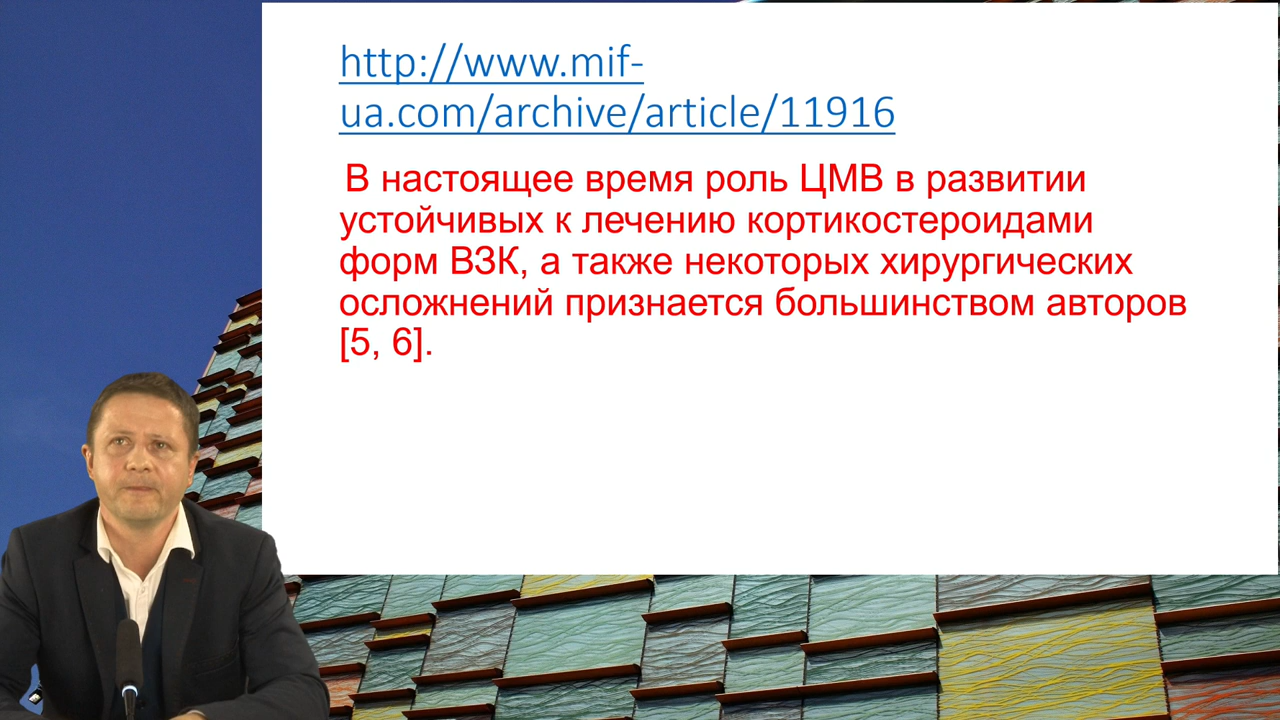 http://www.mif-
ua.com/archive/article/11916
В настоящее время роль ЦМВ в развитии
устойчивых к лечению кортикостероидами
форм ВЗК, а также некоторых хирургических
осложнений признается большинством авторов
[5, 6].